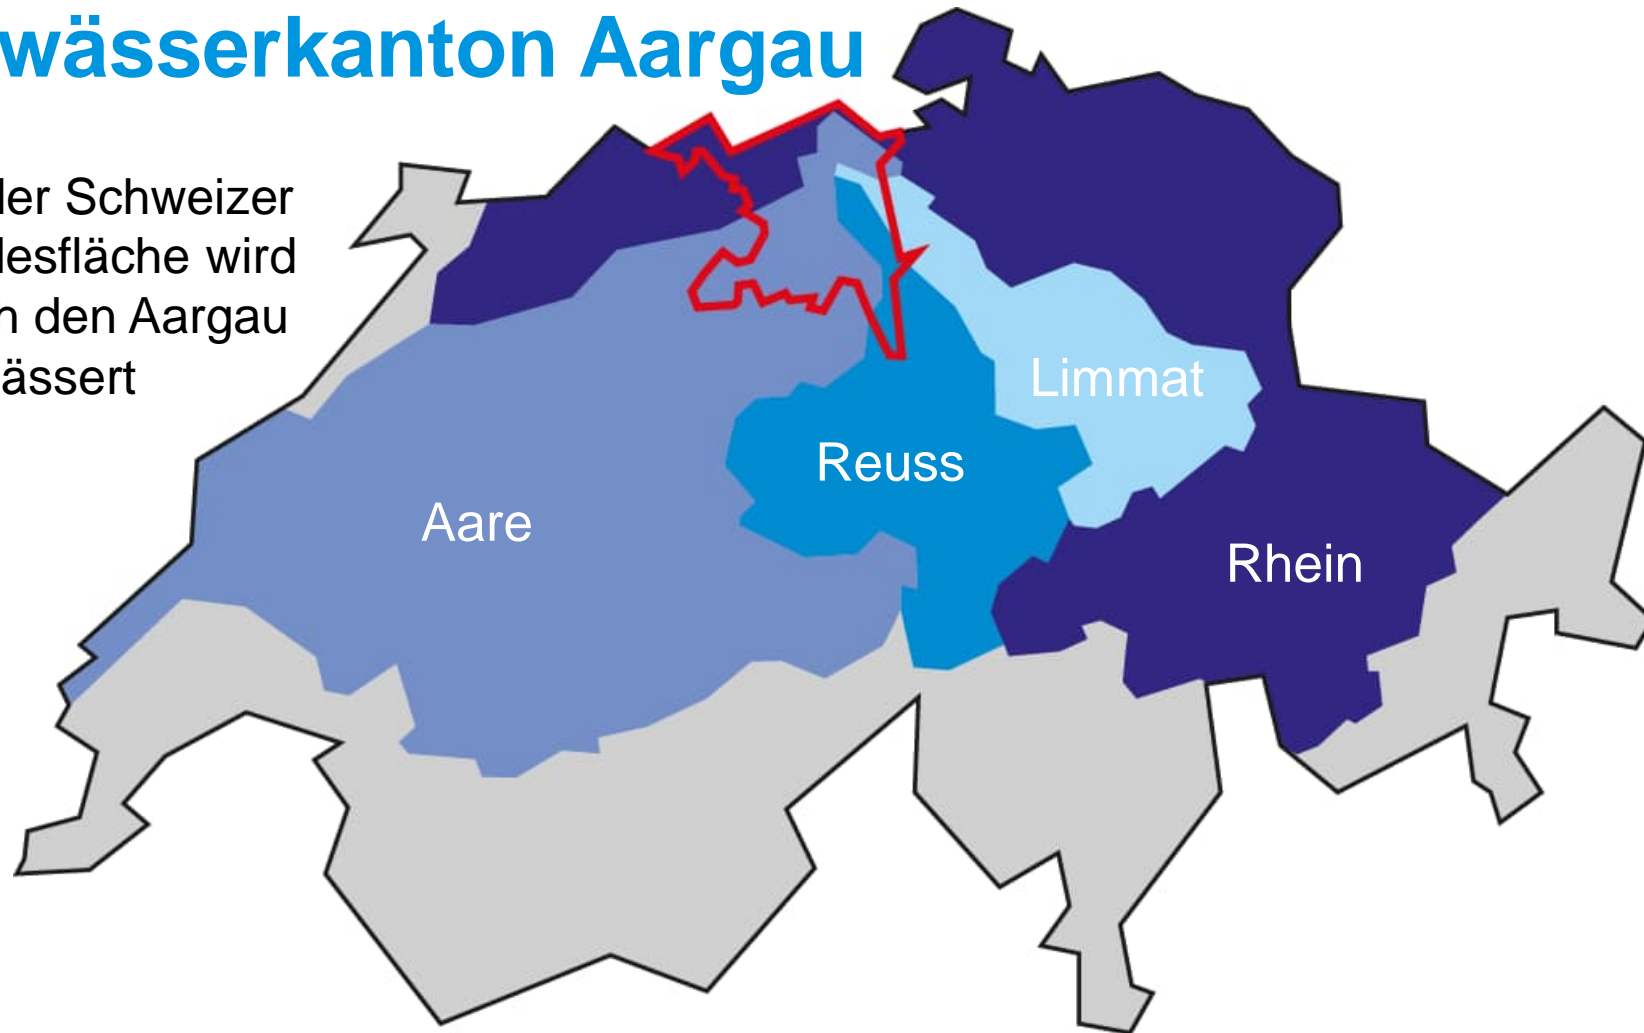 wässerkanton Aargau
ler Schweizer
lesfläche wird
n den Aargau
ässert
Limmat
Reuss
Aare
Rhein